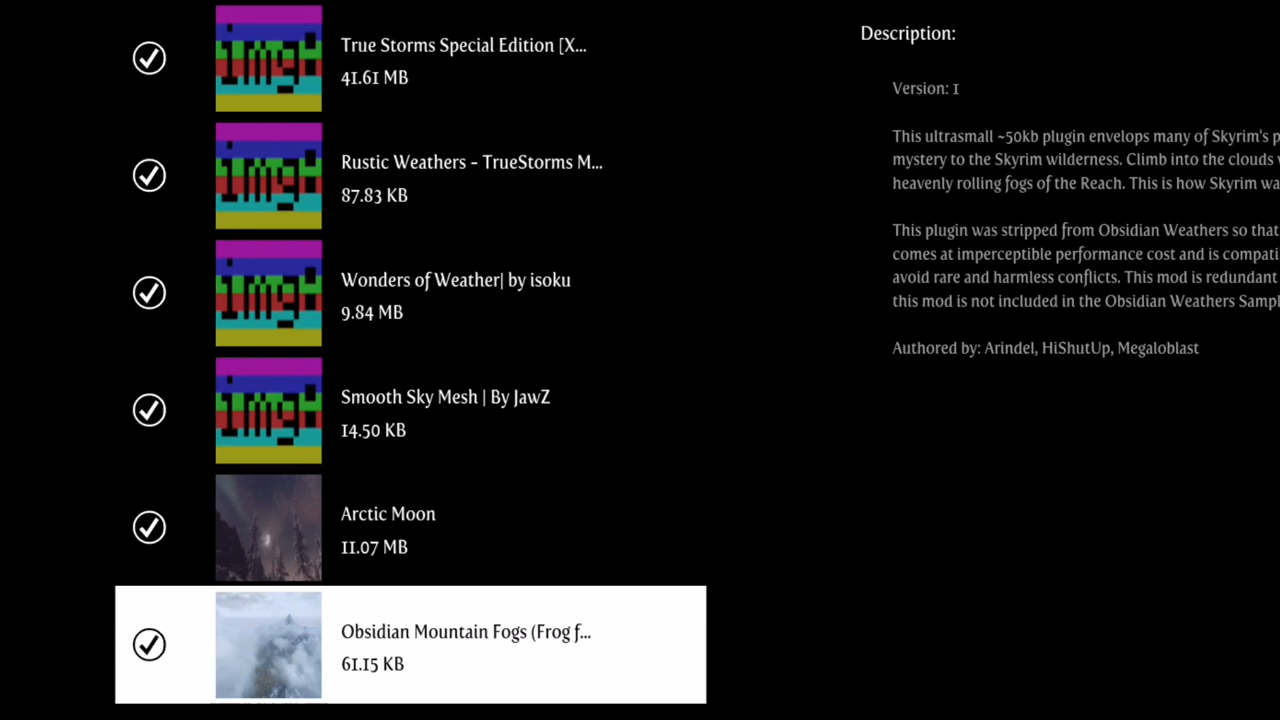 True Storms Special Edition [X...
41.61 MB
Rustic Weathers - TrueStorms M...
87.83 KB
Wonders of Weather| by isoku
9.84 MB
Smooth Sky Mesh | By JawZ
14.50 KB
Arctic Moon
11.07 MB
Obsidian Mountain Fogs (Frog f...
61.15 KB
Description:
Version: 1
This ultrasmall ~50kb plugin envelops many of Skyrim's p
mystery to the Skyrim wilderness. Climb into the clouds
heavenly rolling fogs of the Reach. This is how Skyrim wa
This plugin was stripped from Obsidian Weathers so that
comes at imperceptible performance cost and is compati
avoid rare and harmless conflicts. This mod is redundant
this mod is not included in the Obsidian Weathers Sampl
Authored by: Arindel, HiShutUp, Megaloblast